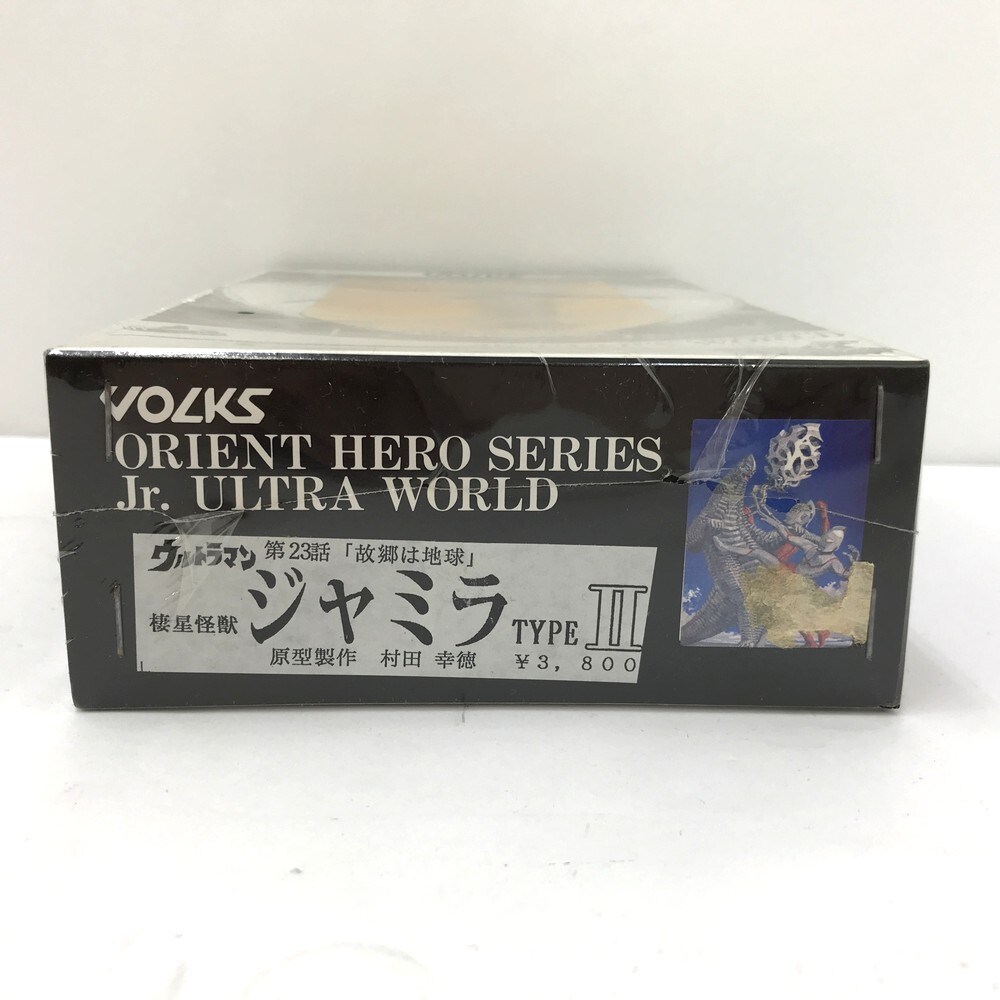 VOLKS
ORIENT HERO SERIES
Jr. ULTRA WORLD
ウルトラマン 第23話「故郷は地球」
棲星怪獣 ジャミラ TYPE II
原型製作 村田 幸徳 ¥3,800